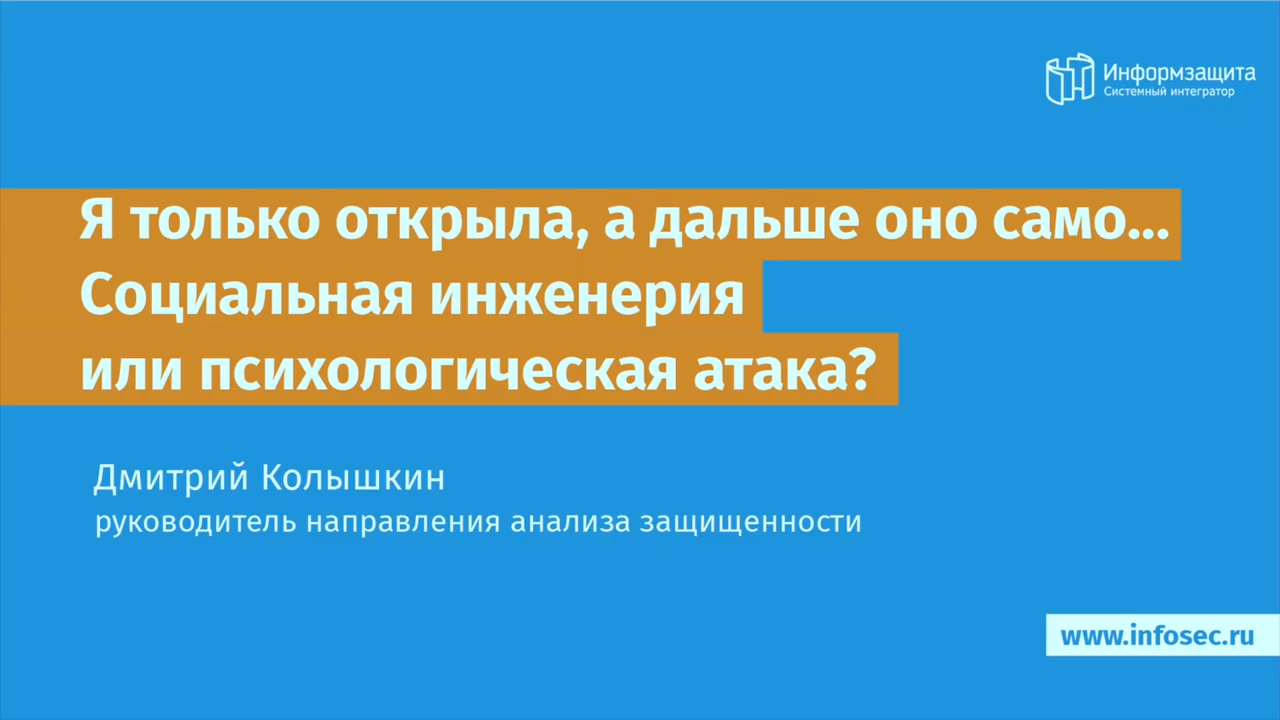 Информзащита
Системный интегратор
Я только открыла, а дальше оно само...
Социальная инженерия
или психологическая атака?
Дмитрий Колышкин
руководитель направления анализа защищенности
www.infosec.ru